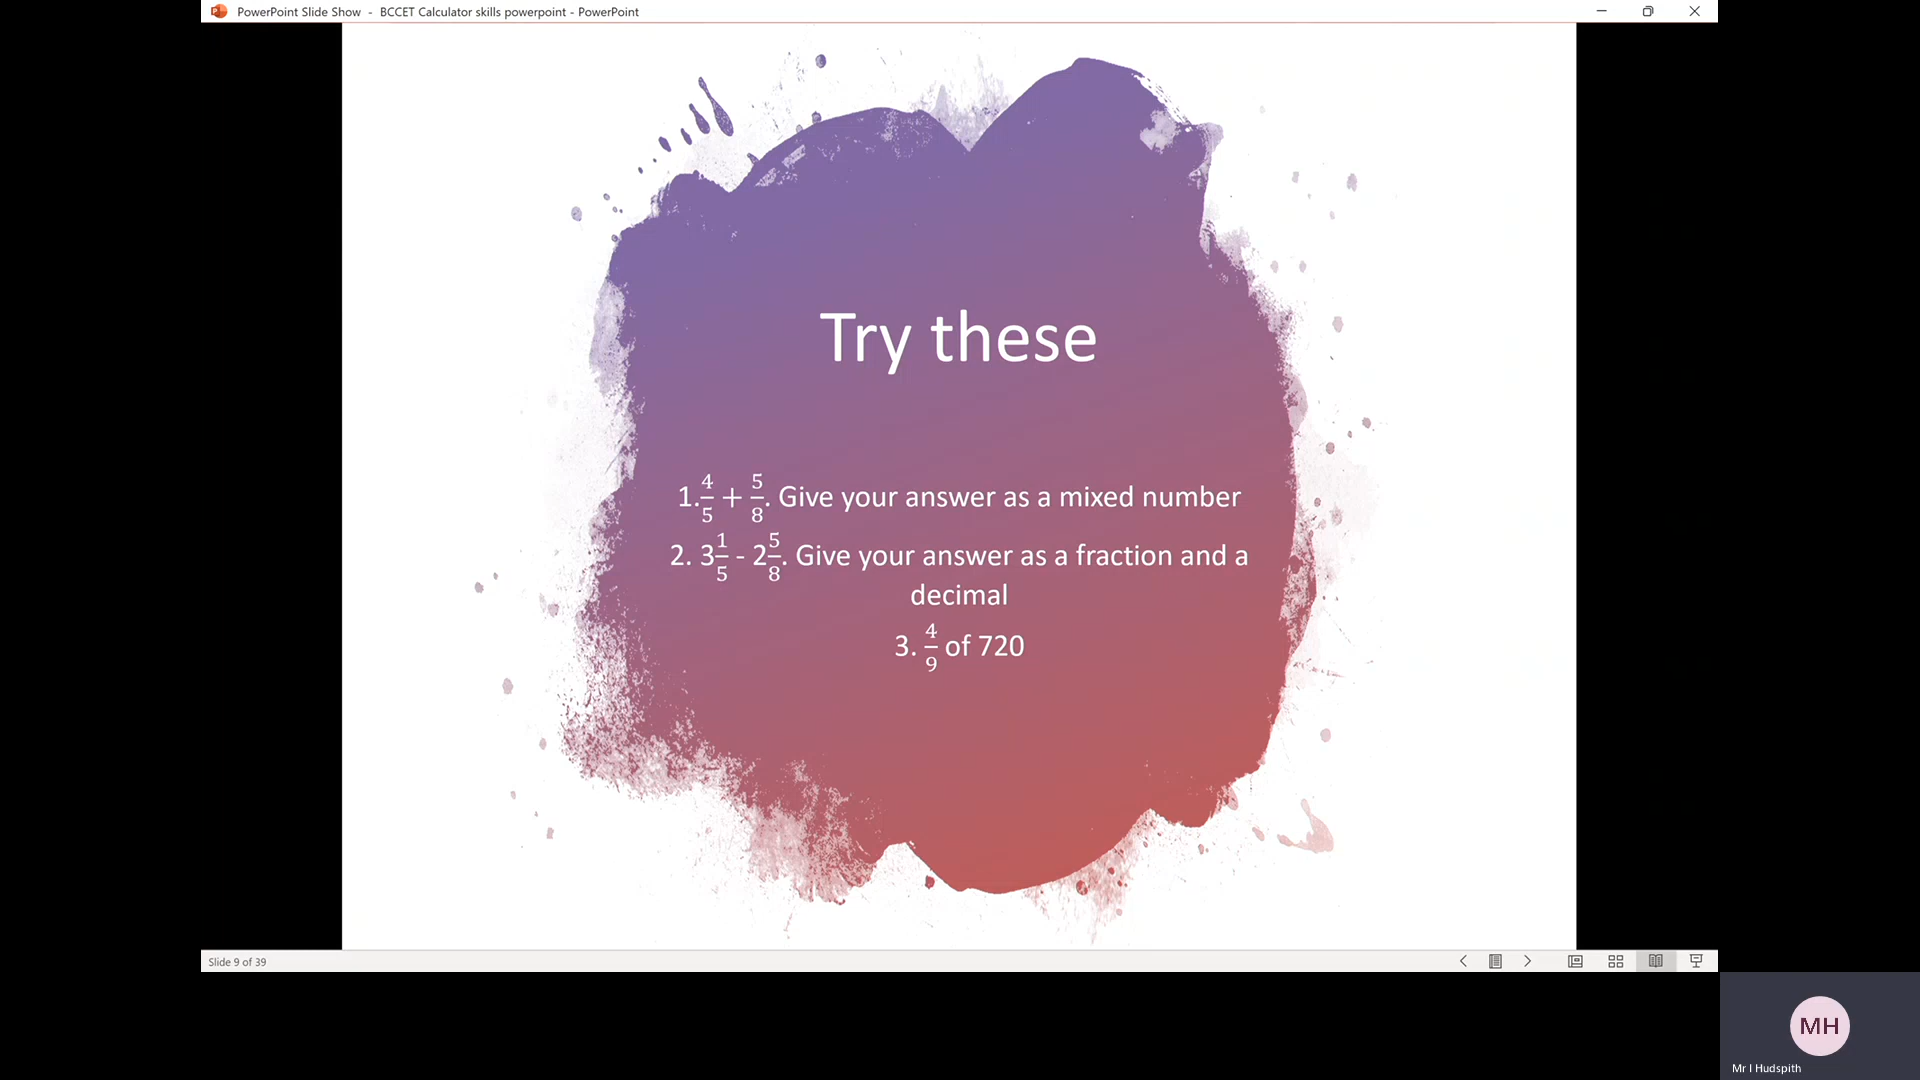 PowerPoint Slide Show - BCCET Calculator skills powerpoint - PowerPoint
Try these
1. 4/5 + 5/8. Give your answer as a mixed number
2. 3 1/5 - 2 5/8. Give your answer as a fraction and a
decimal
3. 4/9 of 720
Slide 9 of 39
MH
Mr I Hudspith